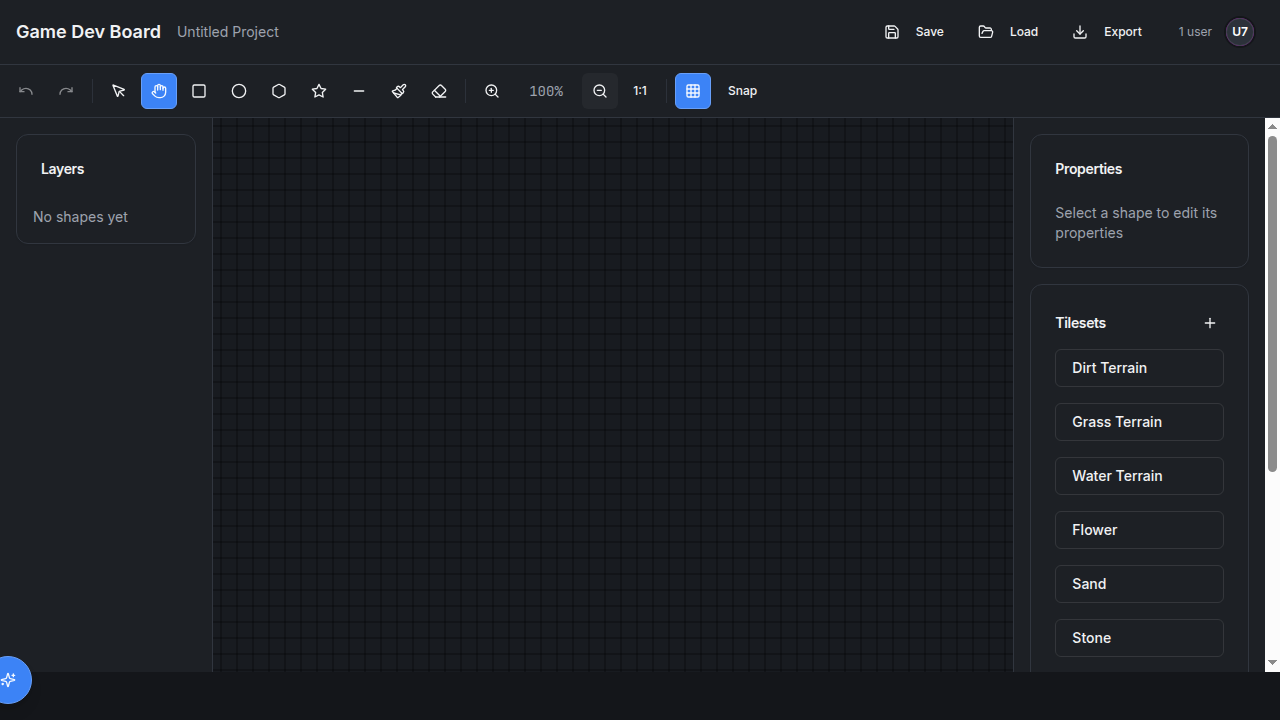 Game Dev Board
Untitled Project
Save
Load
Export
1 user
U7
100%
1:1
Snap
Layers
No shapes yet
Properties
Select a shape to edit its
properties
Tilesets
Dirt Terrain
Grass Terrain
Water Terrain
Flower
Sand
Stone